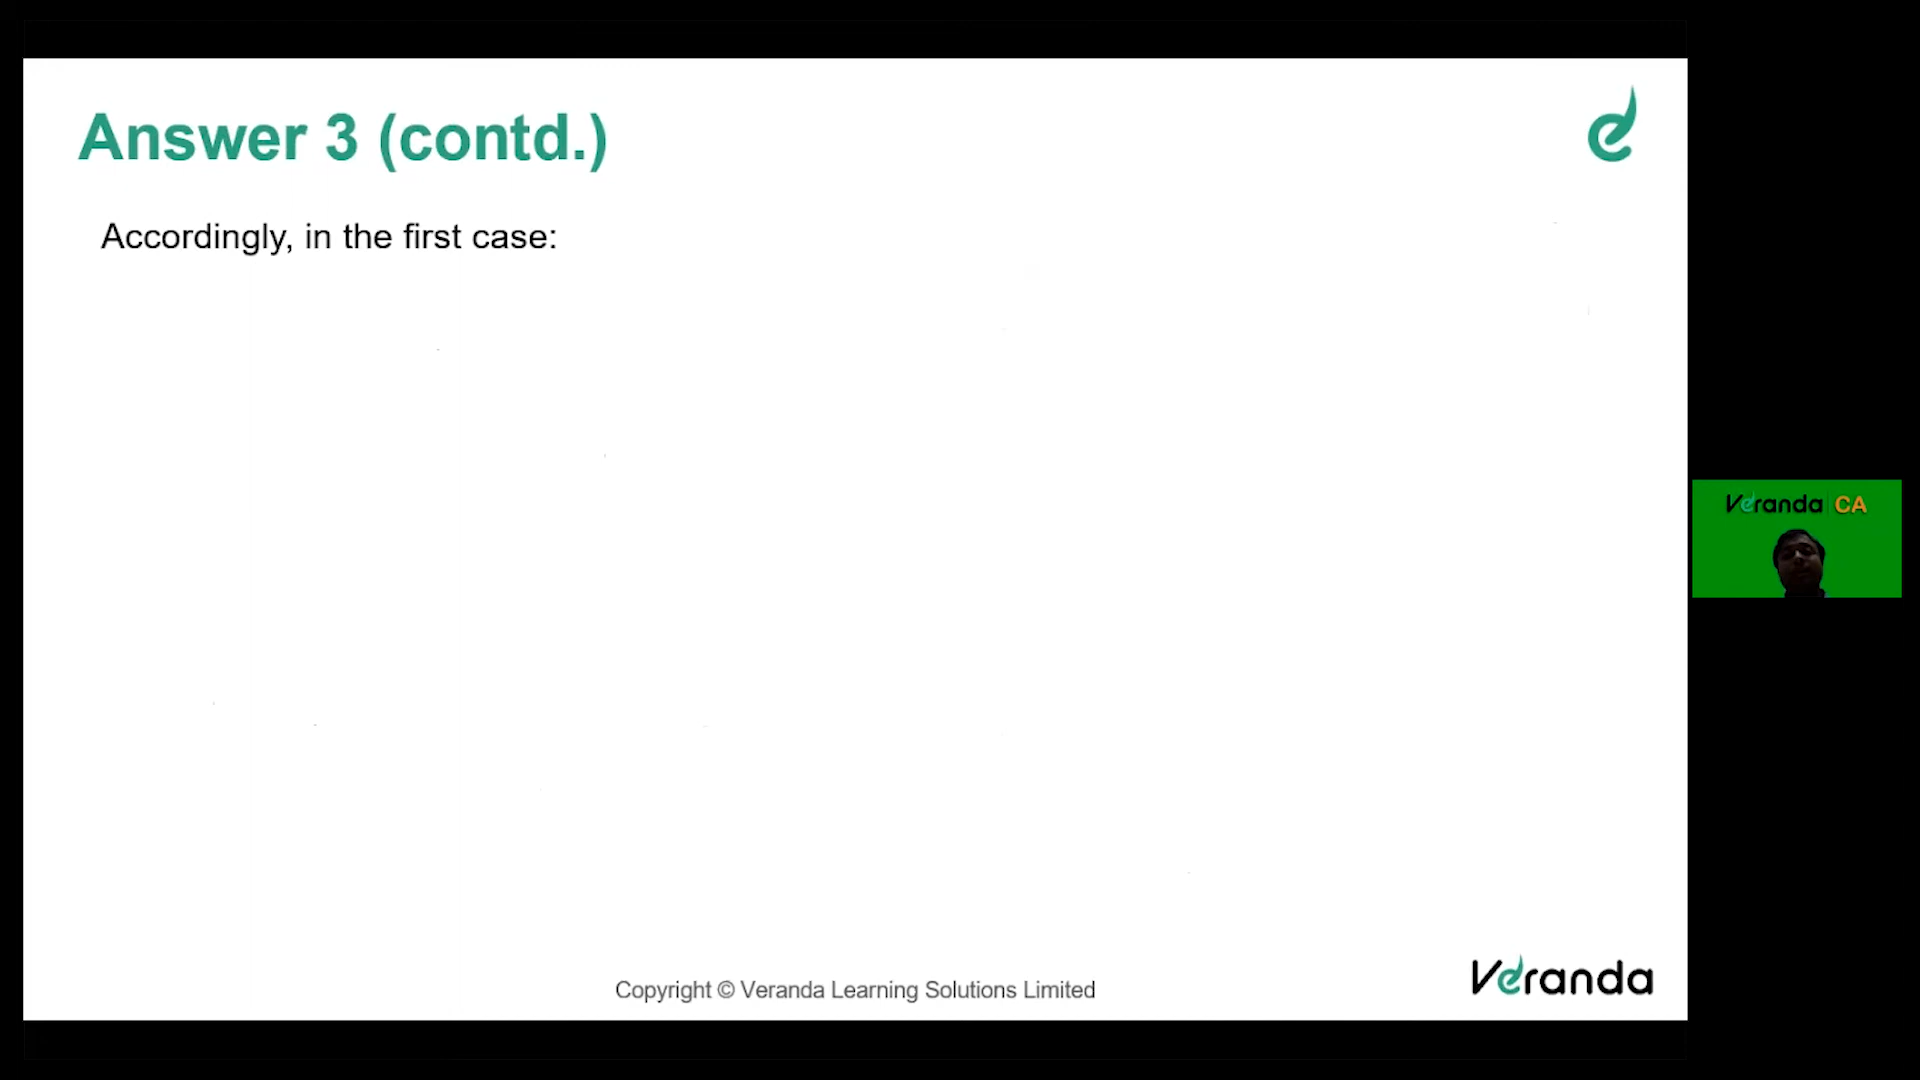 Answer 3 (contd.)
Accordingly, in the first case:
Veranda CA
Copyright © Veranda Learning Solutions Limited
Veranda